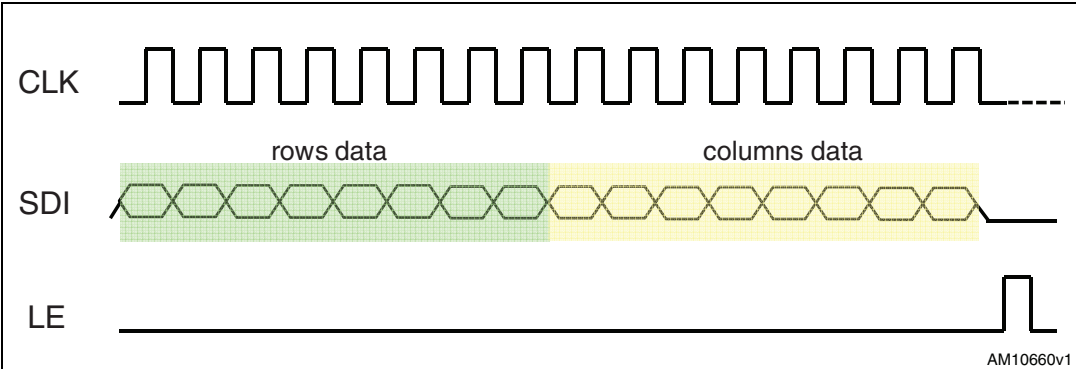 CLK
rows data
columns data
SDI
LE
AM10660v1